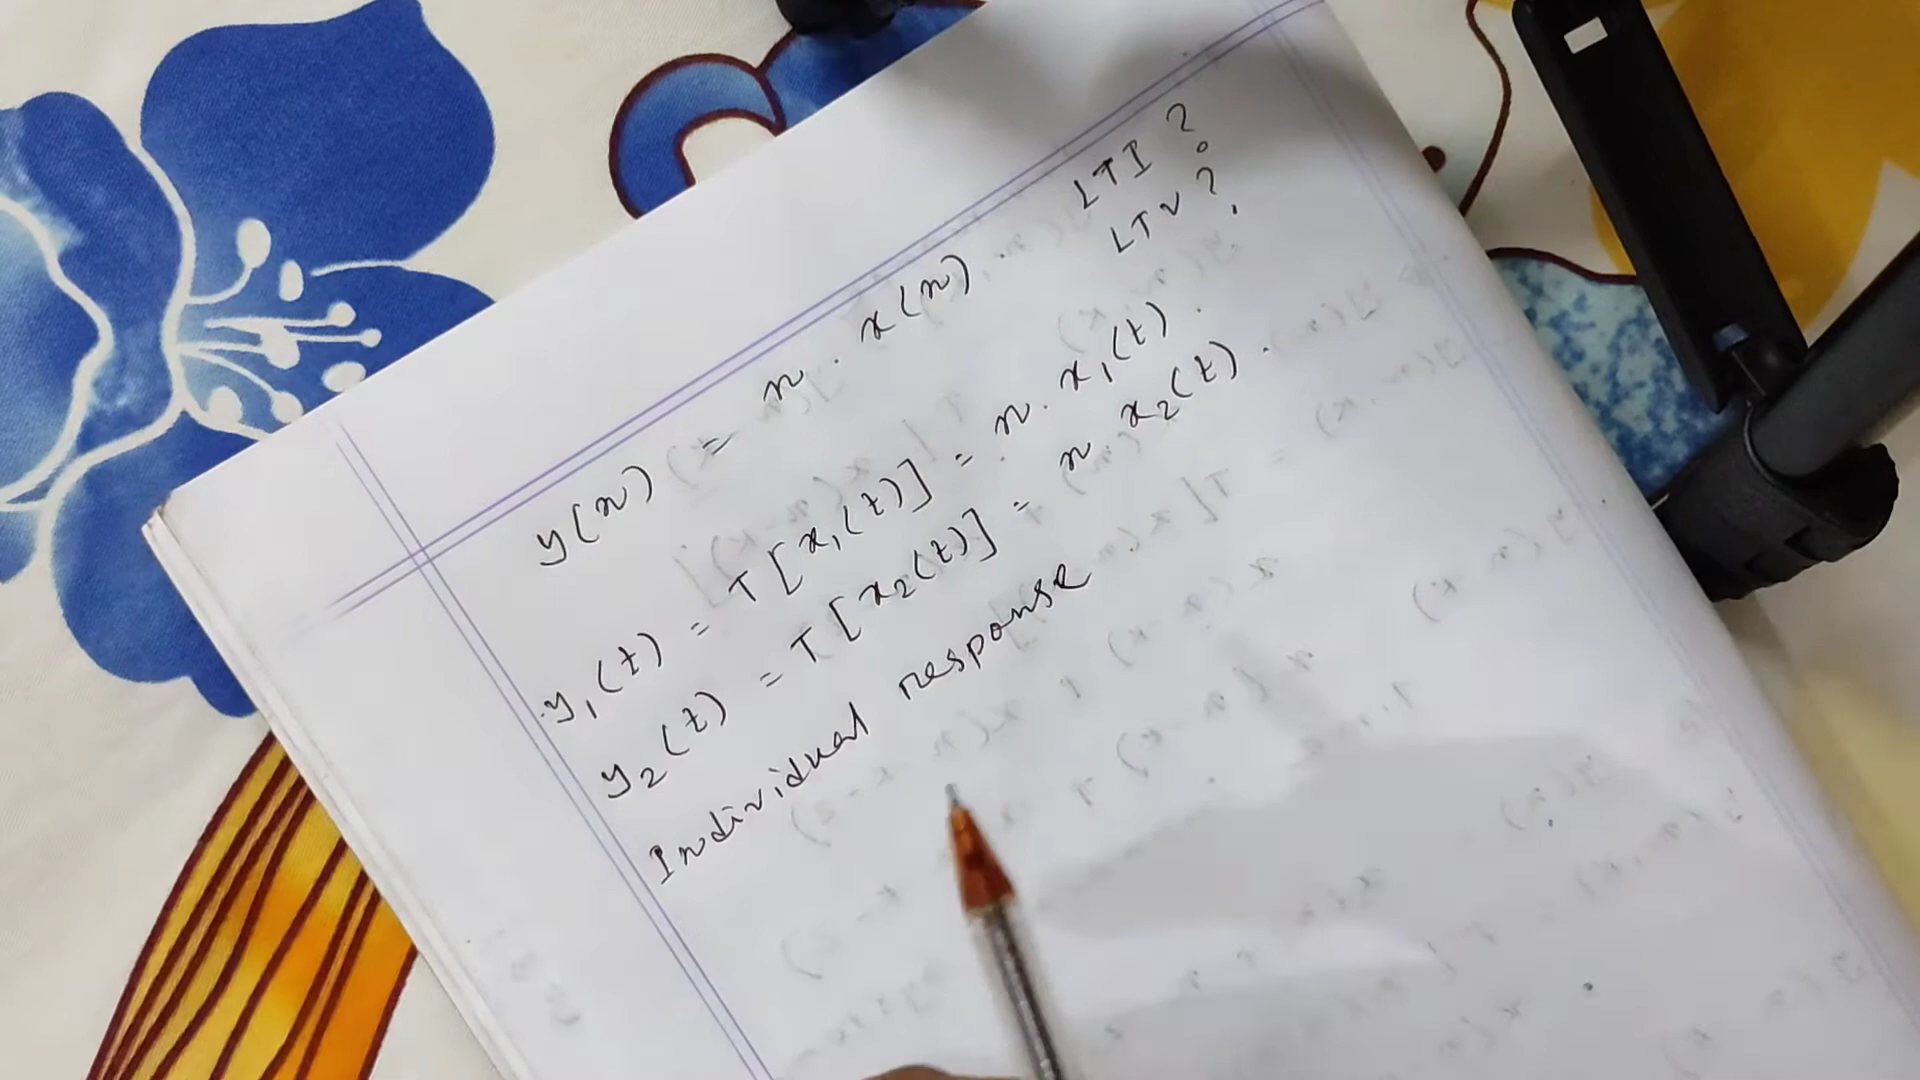 y(n) = n . x(n) . LTI ?
LTV ?
y₁(t) = T[x₁(t)] = n . x₁(t) .
y₂(t) = T[x₂(t)] = n x₂(t) .
Individual response